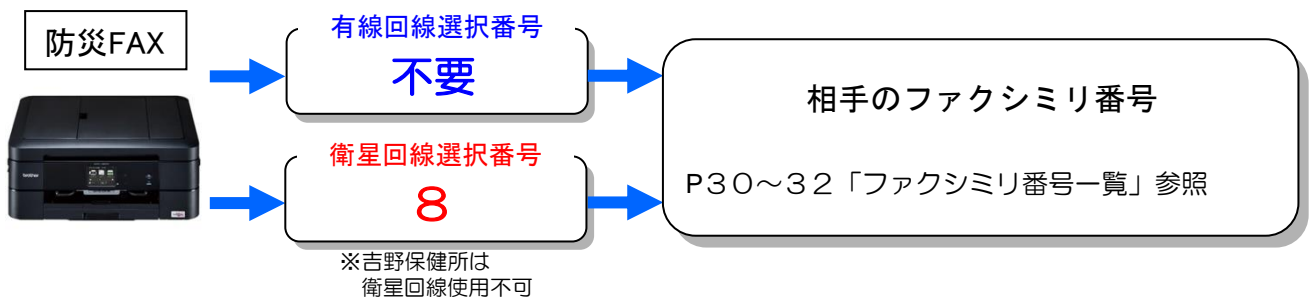 防災FAX
有線回線選択番号
不要
衛星回線選択番号
8
※吉野保健所は
衛星回線使用不可
相手のファクシミリ番号
P30～32「ファクシミリ番号一覧」参照
brother